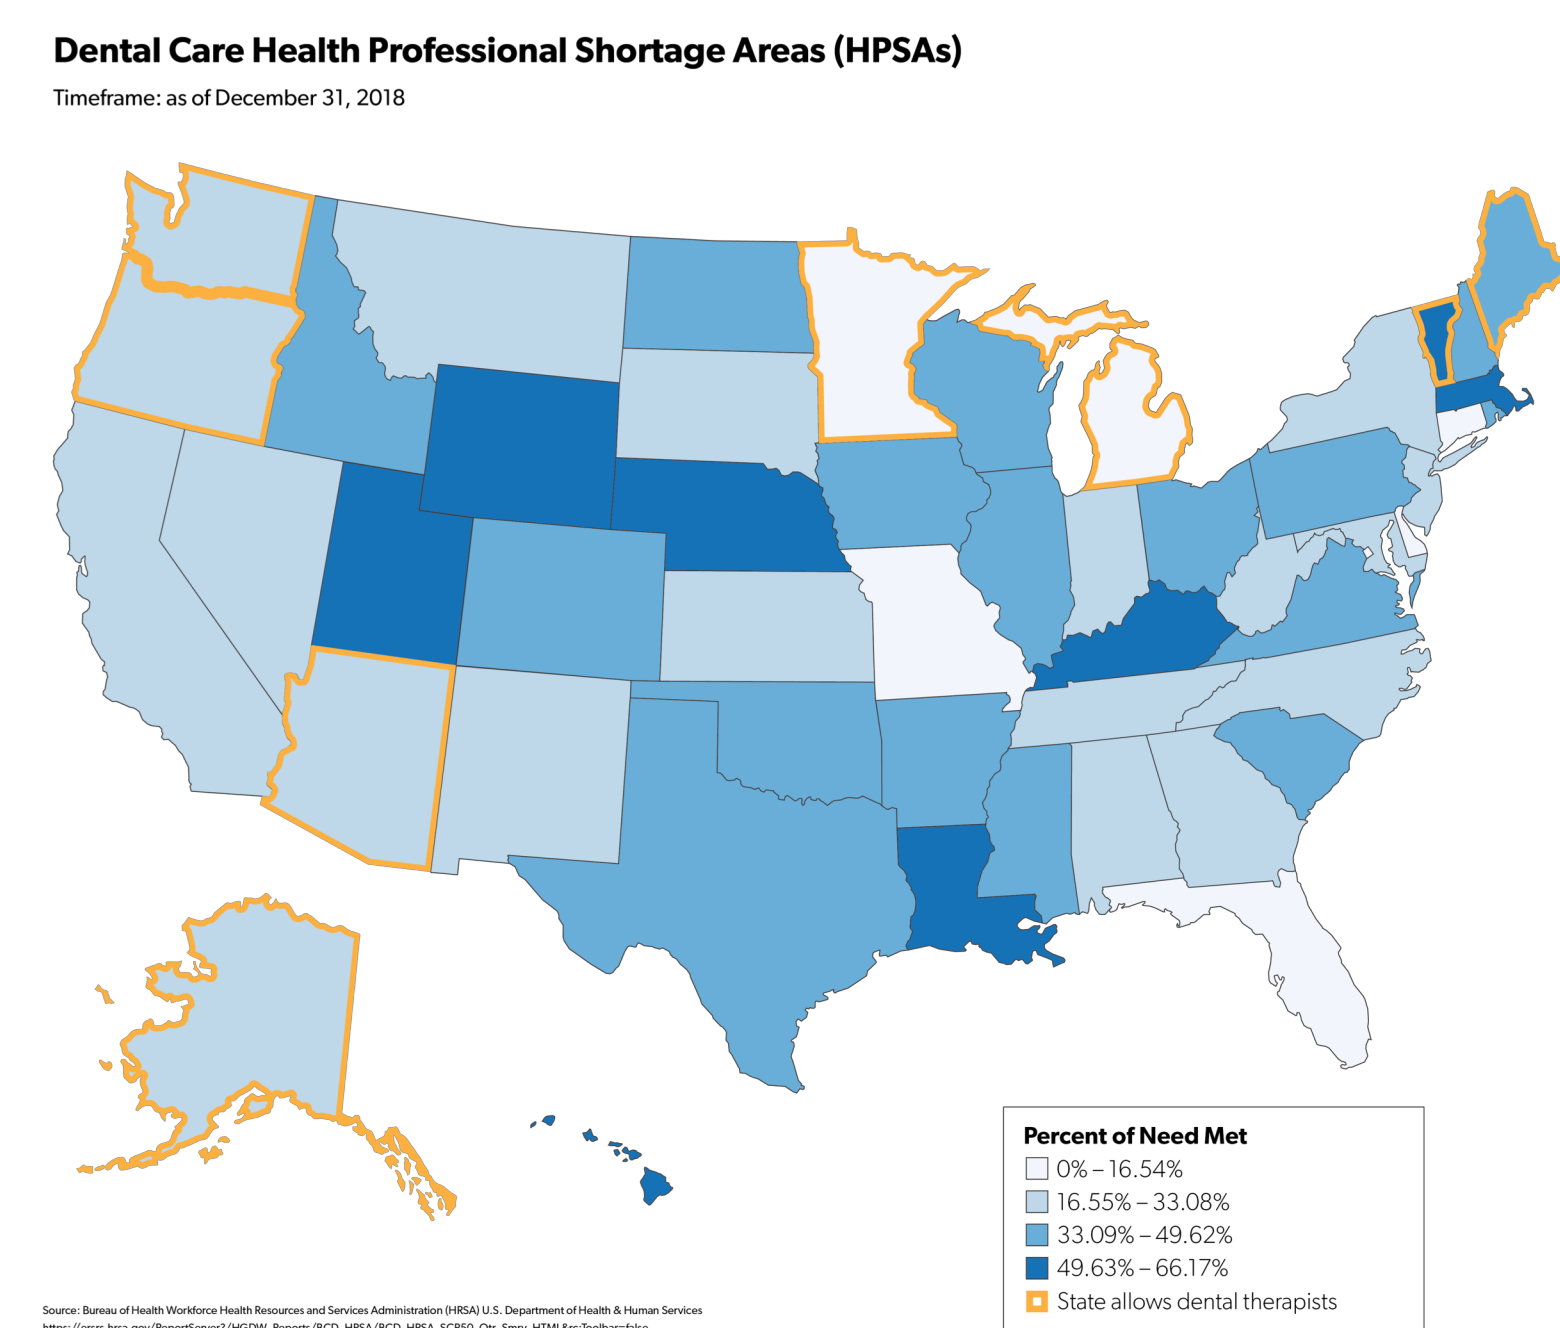 Dental Care Health Professional Shortage Areas (HPSAs)
Timeframe: as of December 31, 2018
Percent of Need Met
0% – 16.54%
16.55% – 33.08%
33.09% – 49.62%
49.63% – 66.17%
State allows dental therapists
Source: Bureau of Health Workforce Health Resources and Services Administration (HRSA) U.S. Department of Health & Human Services